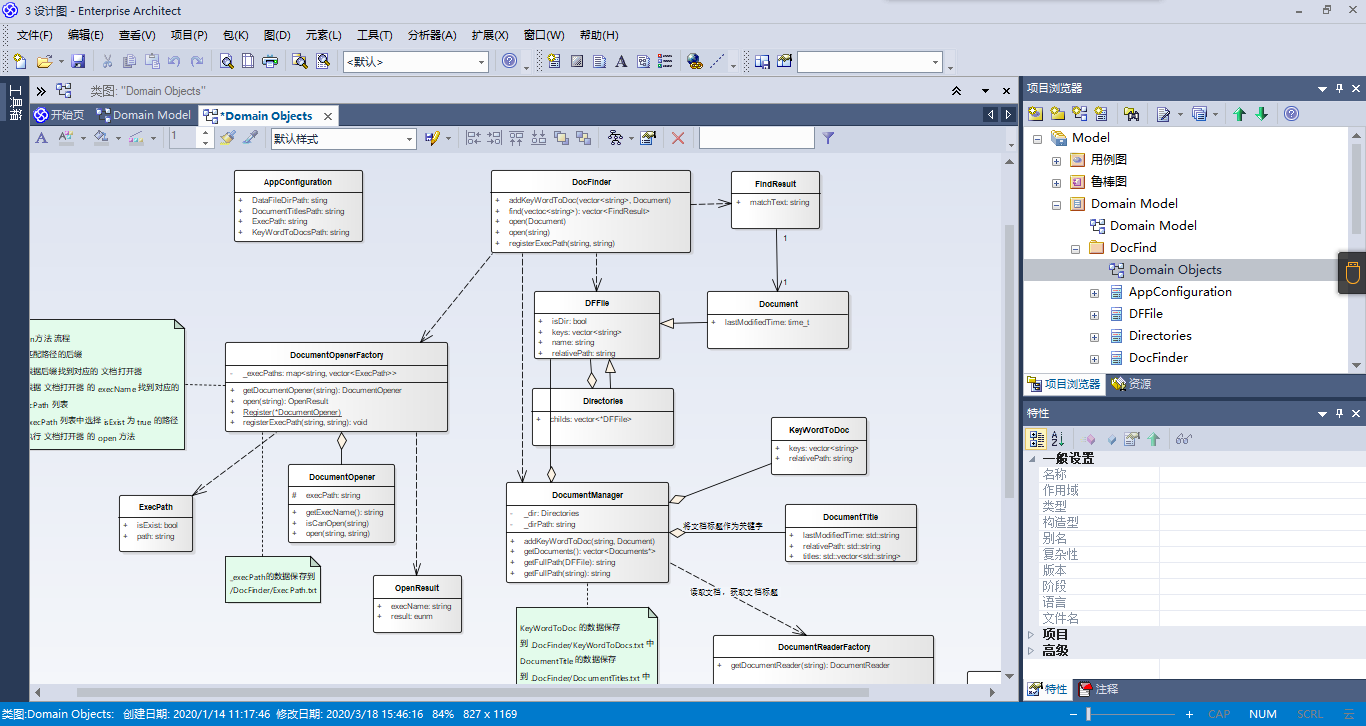 3 设计图 - Enterprise Architect
文件(F) 编辑(E) 查看(V) 项目(P) 包(K) 图(D) 元素(L) 工具(T) 分析器(A) 扩展(X) 窗口(W) 帮助(H)
<默认>
工具箱
类图: "Domain Objects"
开始页 Domain Model *Domain Objects
1 默认样式
AppConfiguration
+ DataFileDirPath: sting
+ DocumentTitlesPath: string
+ ExecPath: string
+ KeyWordToDocsPath: string
DocFinder
+ addKeyWordToDoc(vector<string>, Document)
+ find(vectoc<string>): vector<FindResult>
+ open(Document)
+ open(string)
+ registerExecPath(string, string)
FindResult
+ matchText: string
1
1
DFFile
+ isDir: bool
+ keys: vector<string>
+ name: string
+ relativePath: string
Document
+ lastModifiedTime: time_t
n方法 流程
匹配路径的后缀
据后缀找到对应的 文档打开器
据 文档打开器 的 execName 找到对应的
cPath 列表
ecPath 列表中选择 isExist 为 true 的路径
行 文档打开器 的 open 方法
DocumentOpenerFactory
- _execPaths: map<string, vector<ExecPath>>
+ getDocumentOpener(string): DocumentOpener
+ open(string): OpenResult
+ Register(*DocumentOpener)
+ registerExecPath(string, string): void
Directories
+ childs: vector<*DFFile>
KeyWordToDoc
+ keys: vector<string>
+ relativePath: string
DocumentOpener
# execPath: string
+ getExecName(): string
+ isCanOpen(string)
+ open(string, string)
ExecPath
+ isExist: bool
+ path: string
DocumentManager
- _dir: Directories
- _dirPath: string
+ addKeyWordToDoc(string, Document)
+ getDocuments(): vector<Documents*>
+ getFullPath(DFFile): string
+ getFullPath(string): string
将文档标题作为关键字
DocumentTitle
+ lastModifiedTime: std::string
+ relativePath: std::string
+ titles: std::vector<std::string>
_execPath的数据保存到
/DocFinder/ExecPath.txt
OpenResult
+ execName: string
+ result: eunm
读取文档，获取文档标题
KeyWordToDoc 的数据保存
到 .DocFinder/KeyWordToDocs.txt 中
DocumentTitle 的数据保存
到 .DocFinder/DocumentTitles.txt 中
DocumentReaderFactory
+ getDocumentReader(string): DocumentReader
项目浏览器
Model
用例图
鲁棒图
Domain Model
Domain Model
DocFind
Domain Objects
AppConfiguration
DFFile
Directories
DocFinder
项目浏览器 资源
特性
一般设置
名称
作用域
类型
构造型
别名
复杂性
版本
阶段
语言
文件名
项目
高级
特性 注释
类图:Domain Objects: 创建日期: 2020/1/14 11:17:46 修改日期: 2020/3/18 15:46:16 84% 827 x 1169
CAP NUM SCRL